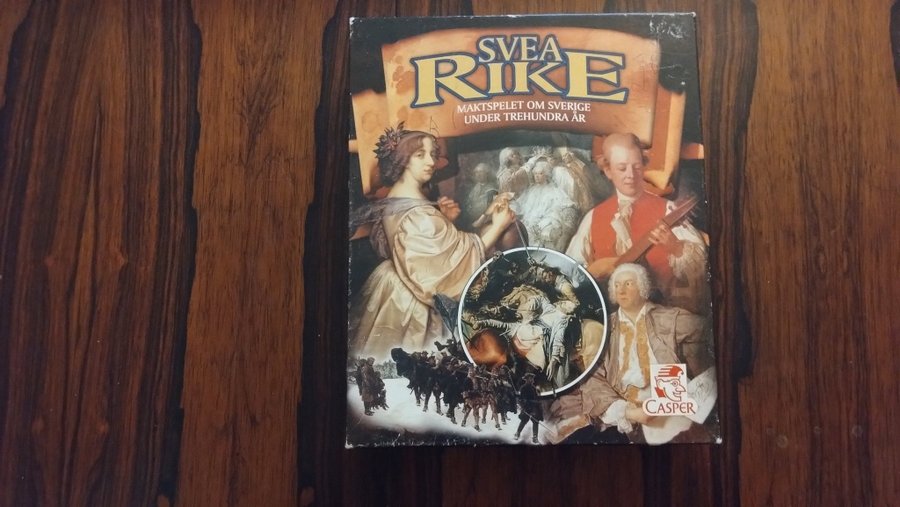 SVEA
RIKE
MAKTSPELET OM SVERIGE
UNDER TREHUNDRA ÅR
CASPER